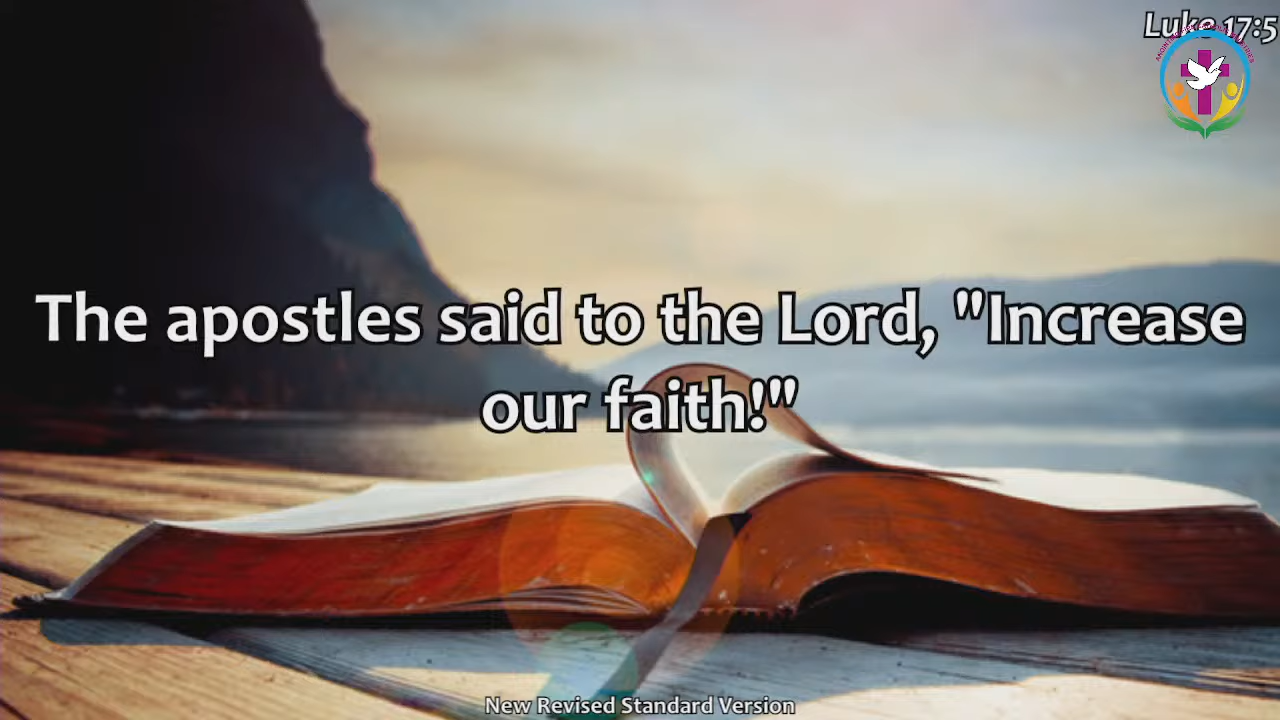 Luke 17:5
The apostles said to the Lord, "Increase
our faith!"
New Revised Standard Version